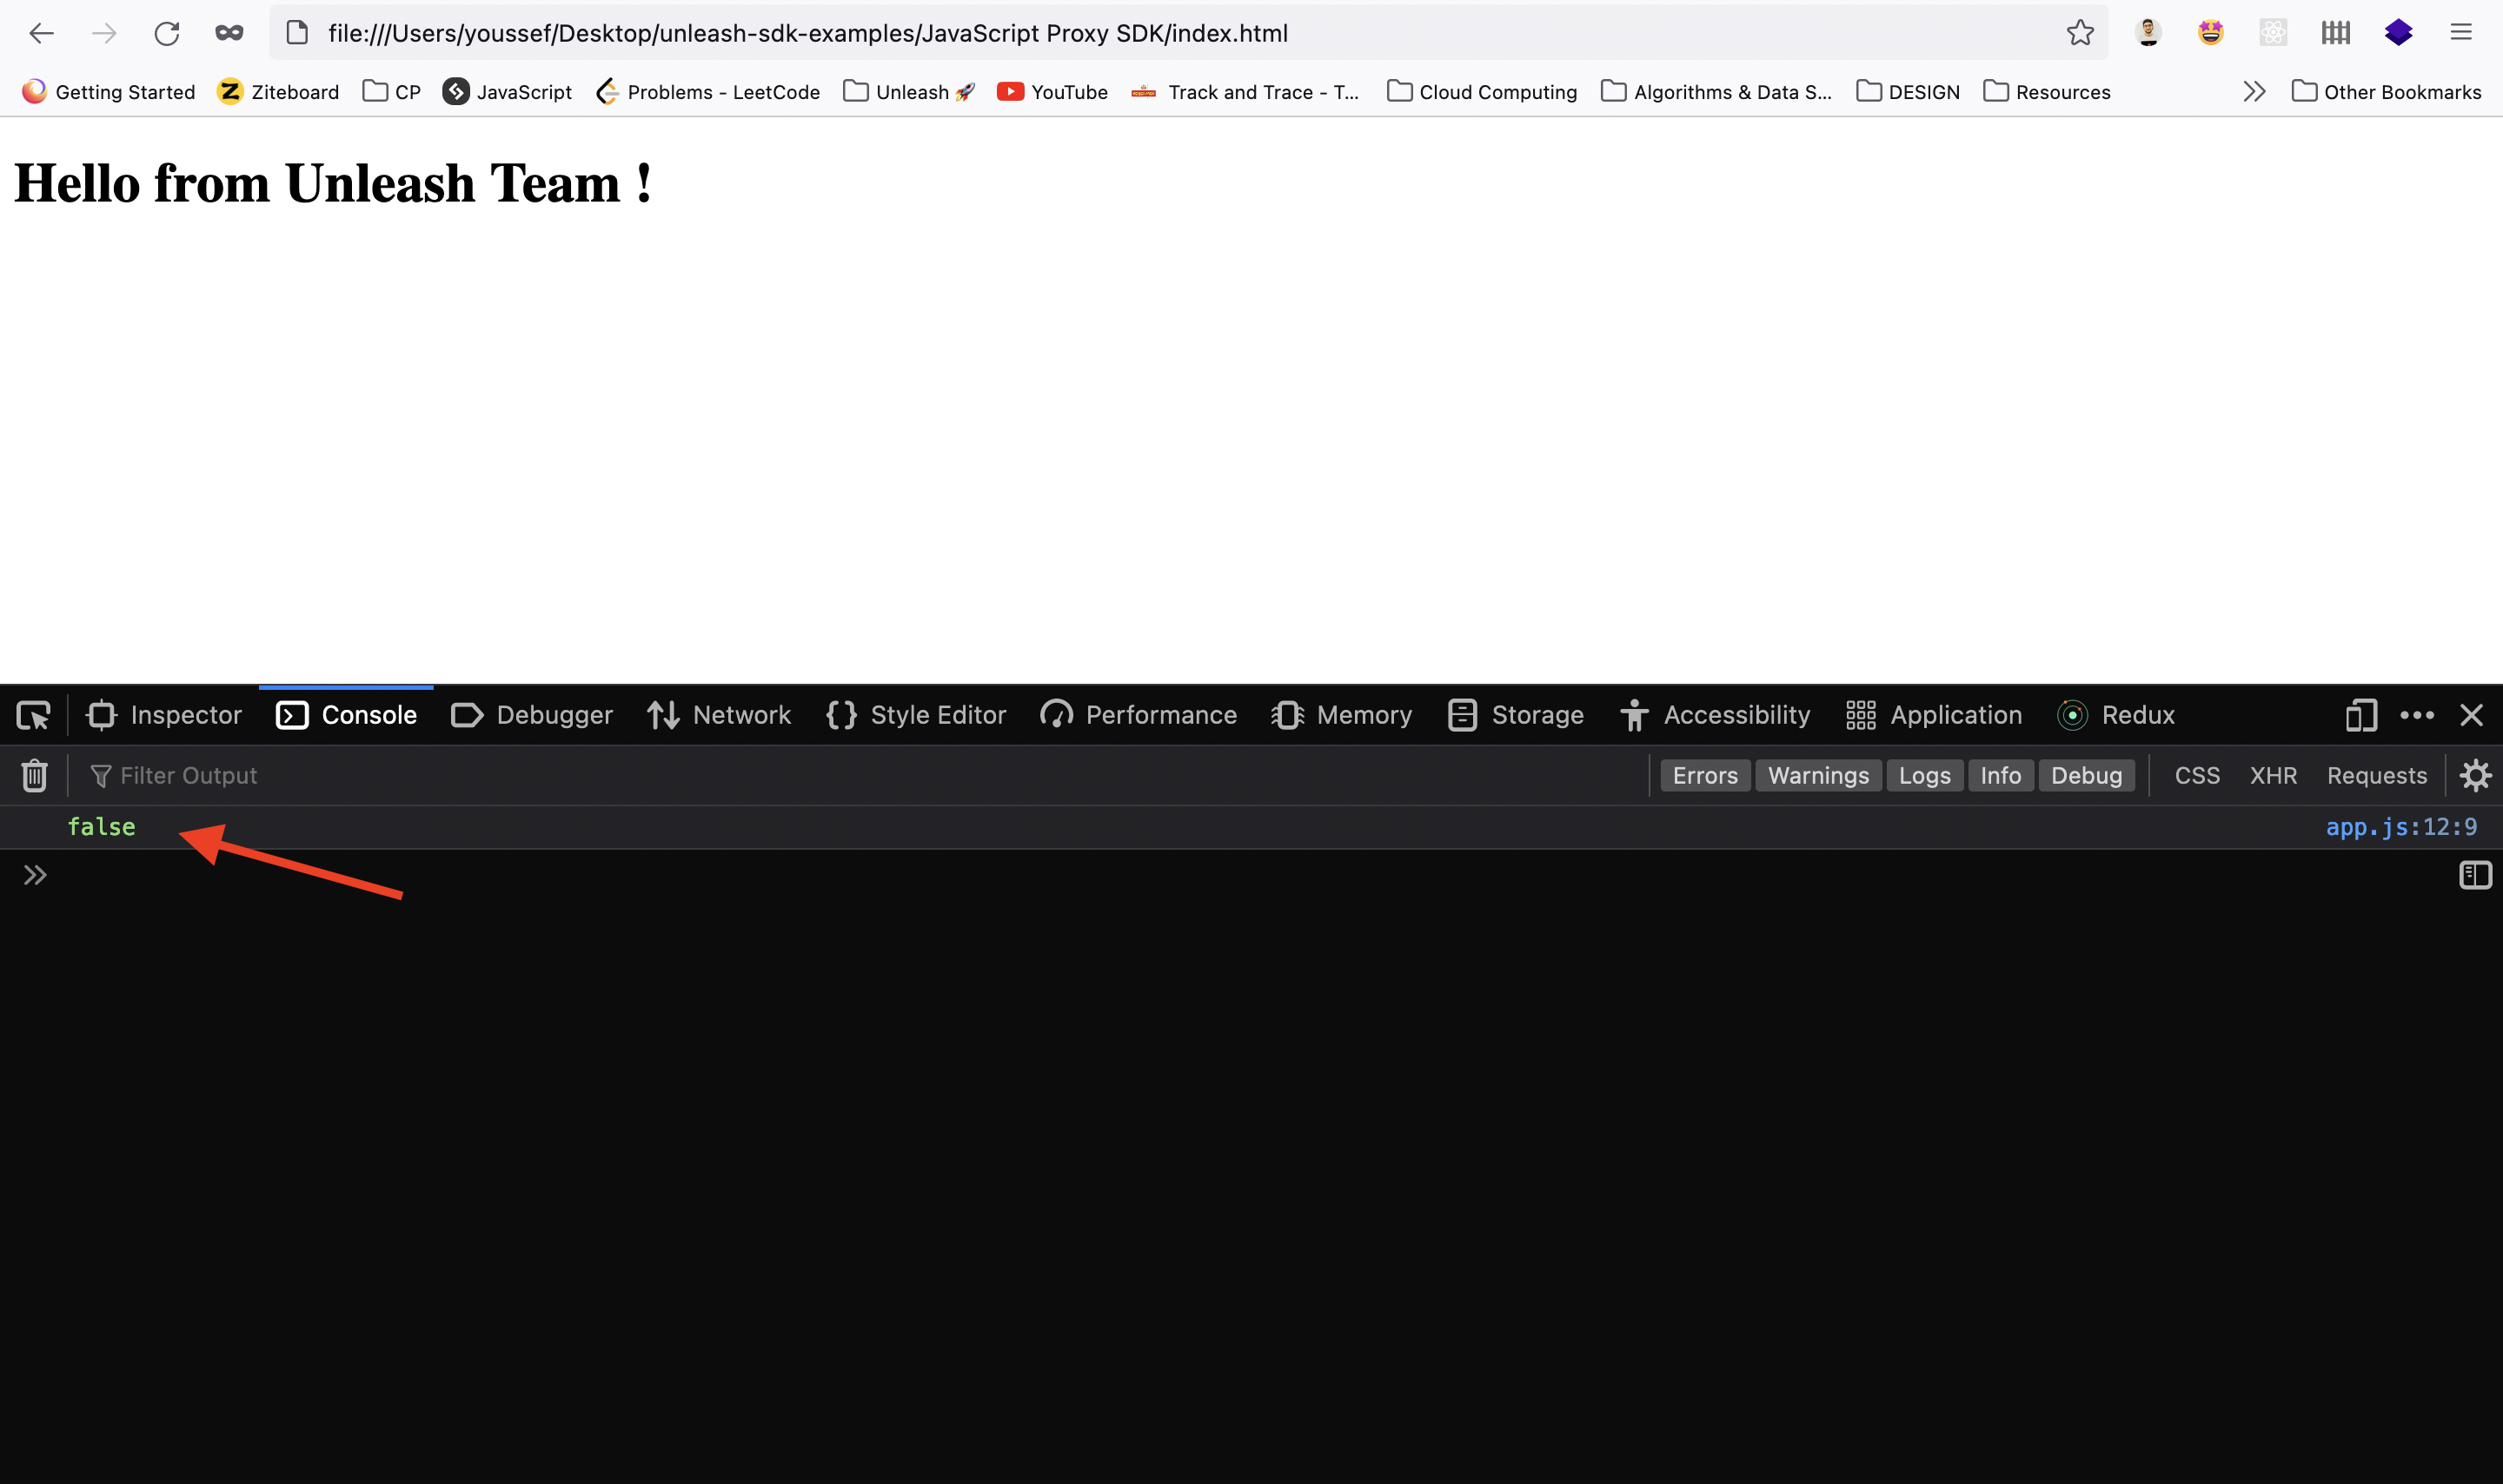 file:///Users/youssef/Desktop/unleash-sdk-examples/JavaScript Proxy SDK/index.html
Getting Started Ziteboard CP JavaScript Problems - LeetCode Unleash 🚀 YouTube Track and Trace - T... Cloud Computing Algorithms & Data S... DESIGN Resources Other Bookmarks
Hello from Unleash Team !
Inspector Console Debugger Network Style Editor Performance Memory Storage Accessibility Application Redux
Filter Output Errors Warnings Logs Info Debug CSS XHR Requests
false app.js:12:9